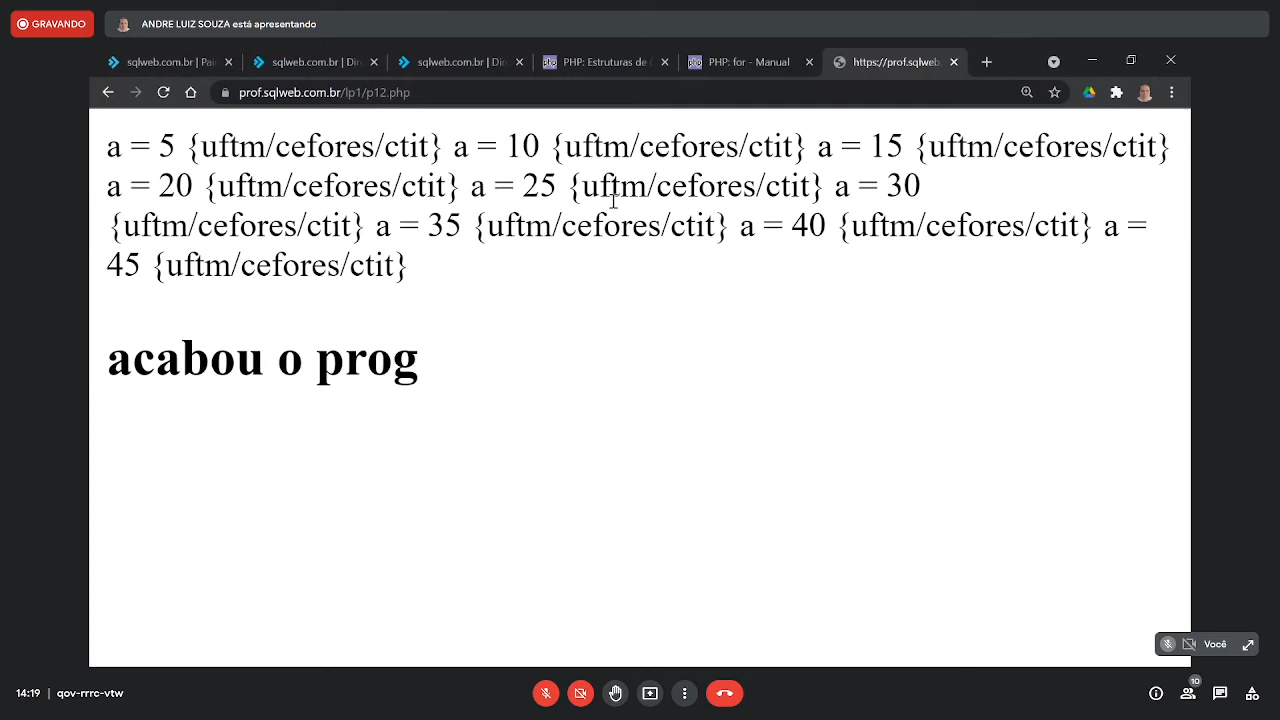 GRAVANDO
ANDRE LUIZ SOUZA está apresentando
sqlweb.com.br | Pai
sqlweb.com.br | Dir
sqlweb.com.br | Dir
PHP: Estruturas de
PHP: for - Manual
https://prof.sqlweb
prof.sqlweb.com.br/lp1/p12.php
a = 5 {uftm/cefores/ctit} a = 10 {uftm/cefores/ctit} a = 15 {uftm/cefores/ctit}
a = 20 {uftm/cefores/ctit} a = 25 {uftm/cefores/ctit} a = 30
{uftm/cefores/ctit} a = 35 {uftm/cefores/ctit} a = 40 {uftm/cefores/ctit} a =
45 {uftm/cefores/ctit}
acabou o prog
Você
14:19 | qov-rrrc-vtw
10